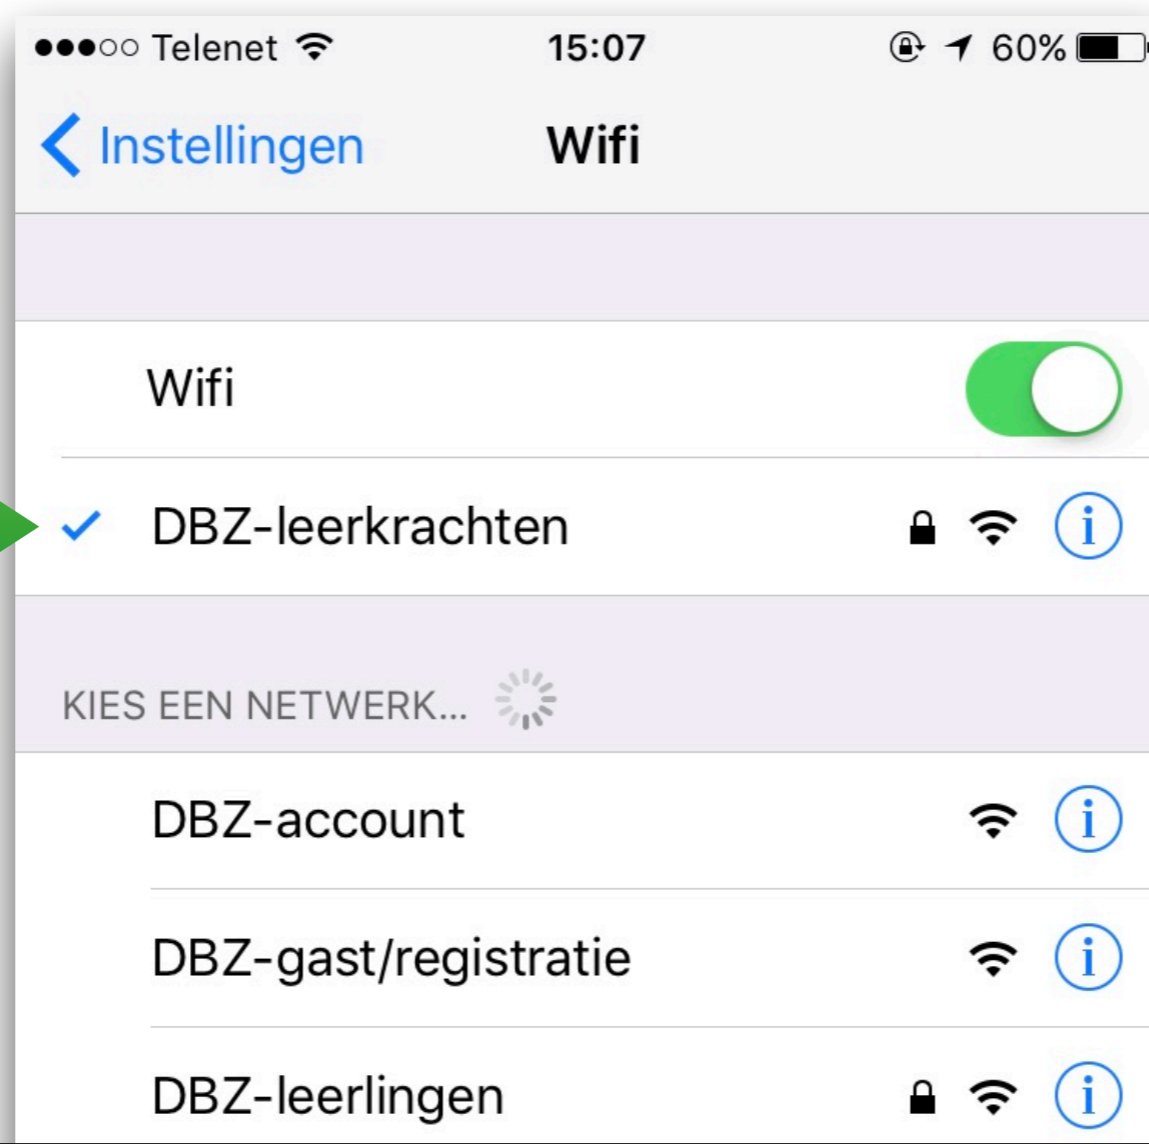 Telenet 15:07 60%
Instellingen Wifi
Wifi
DBZ-leerkrachten
KIES EEN NETWERK...
DBZ-account
DBZ-gast/registratie
DBZ-leerlingen